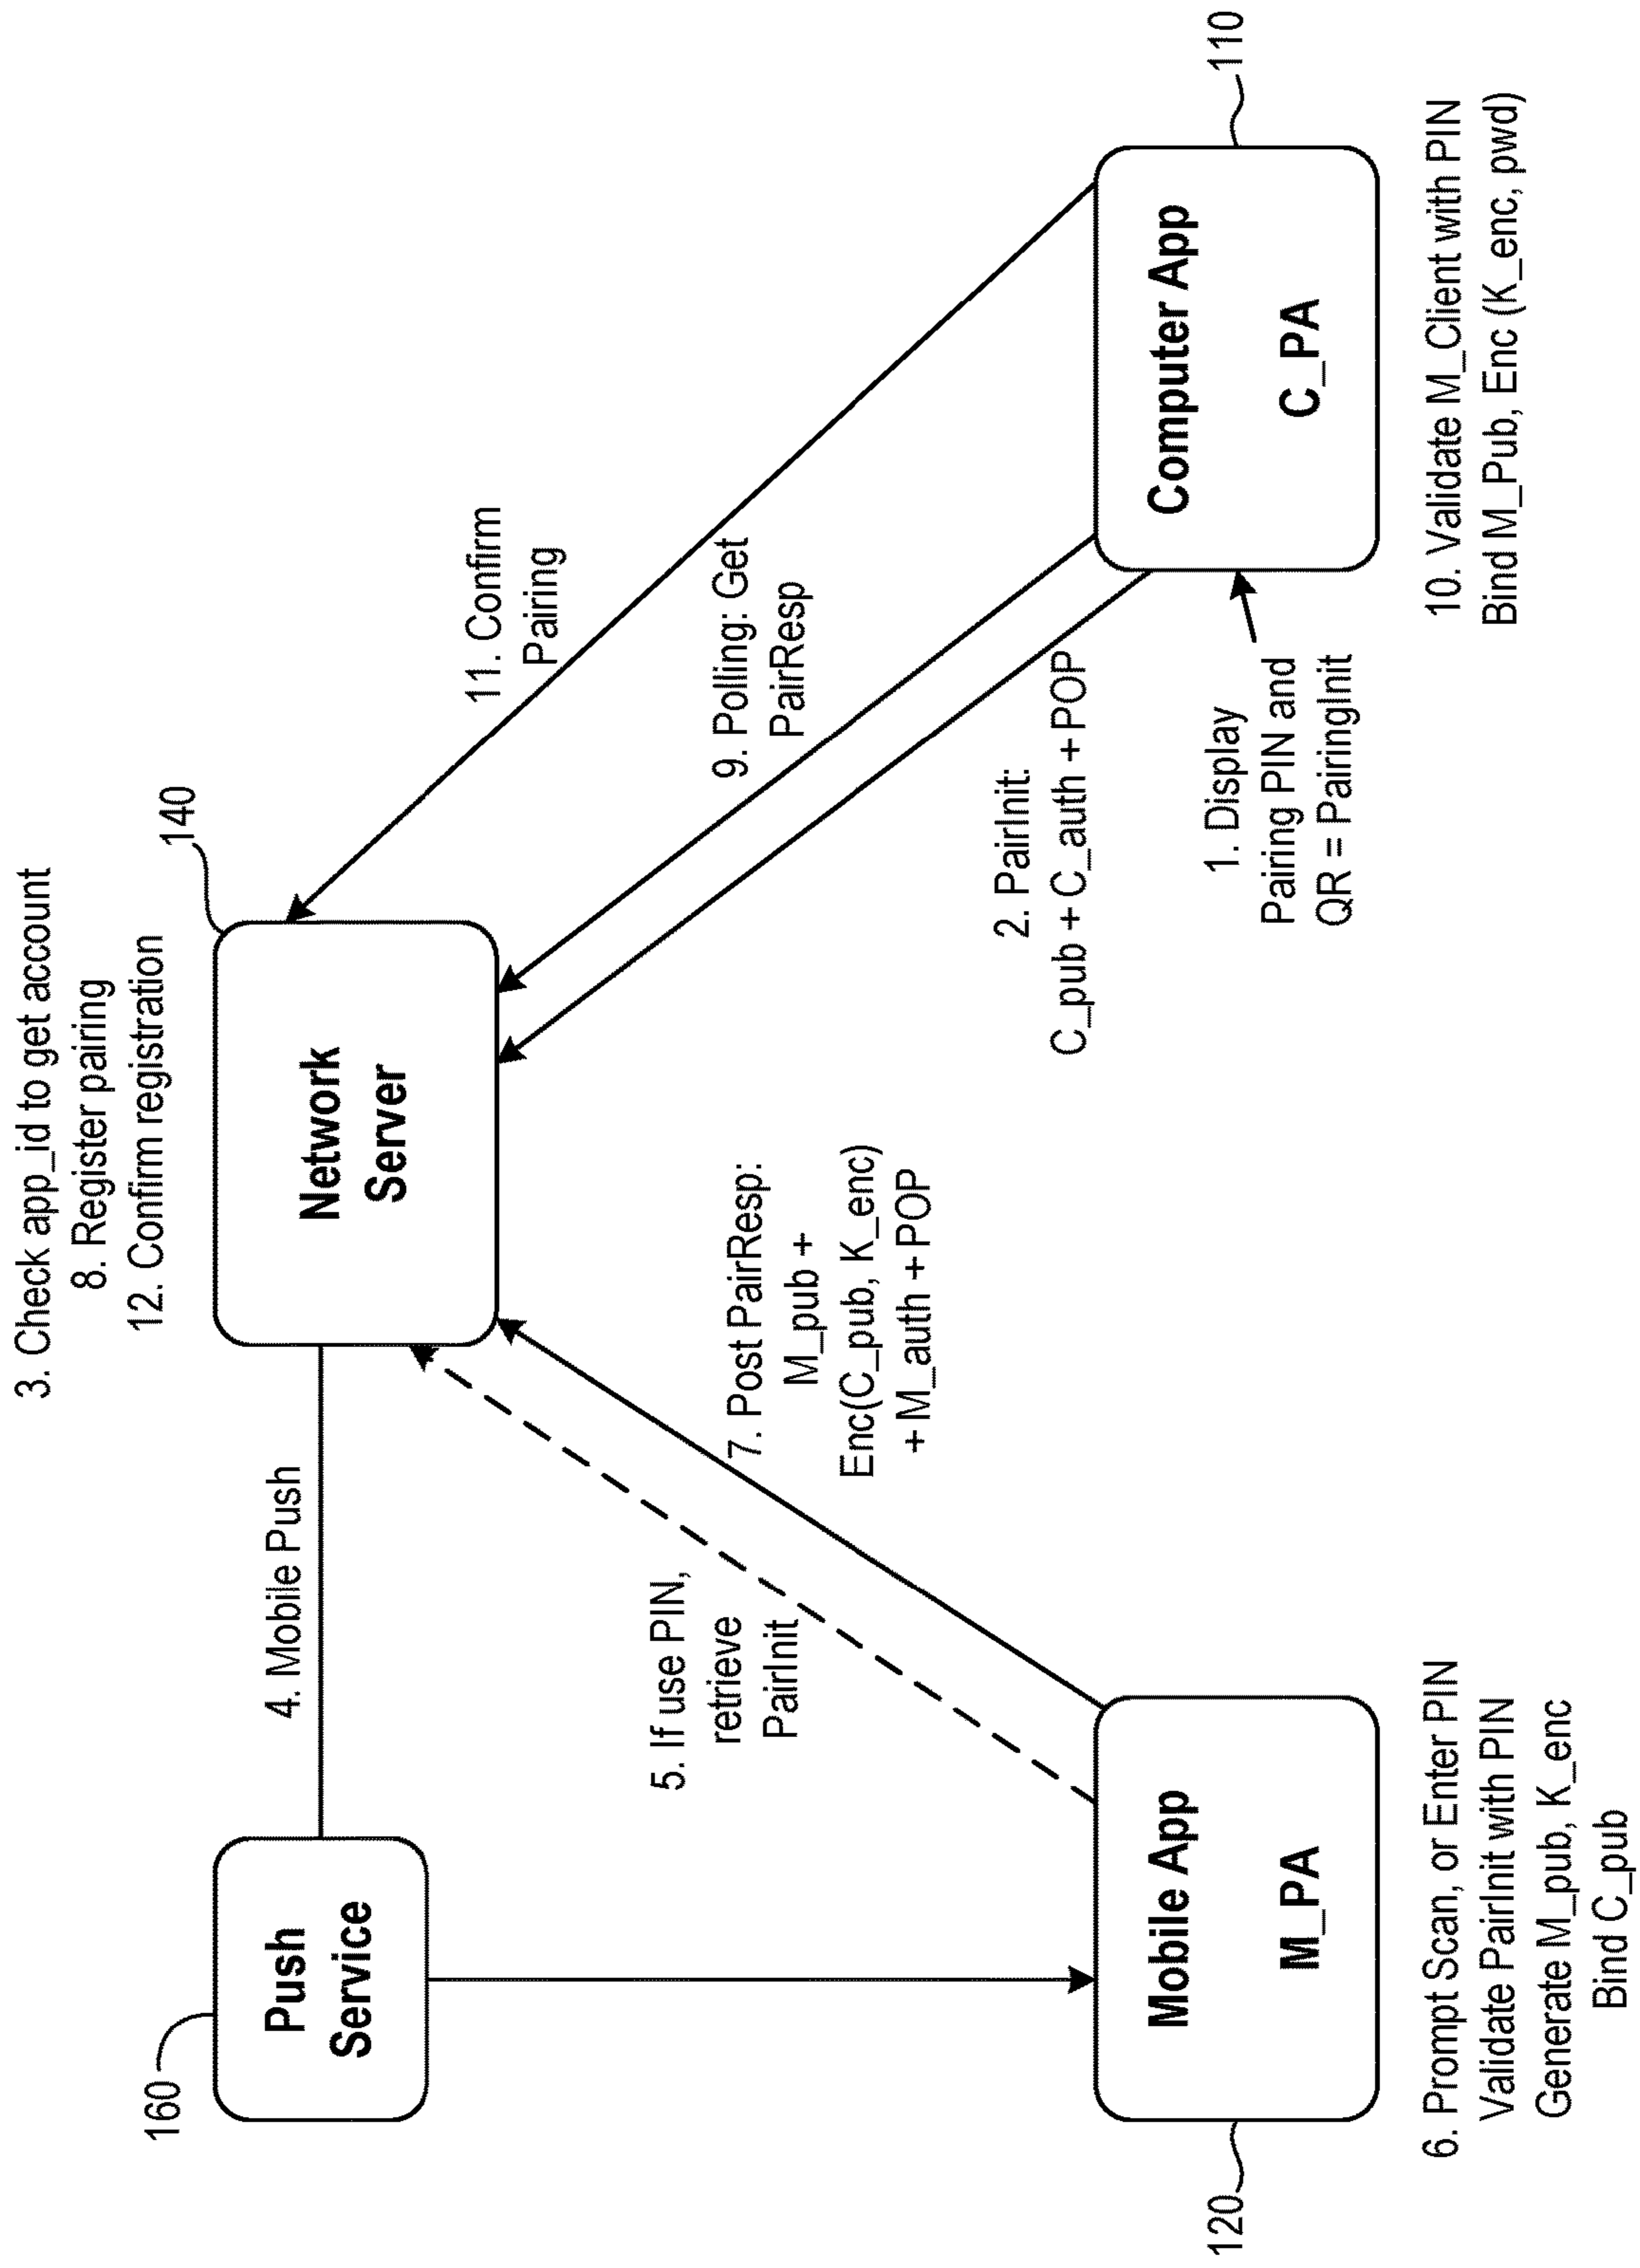 3. Check app_id to get account
8. Register pairing
12. Confirm registration
140
160
Push
Service
4. Mobile Push
Network
Server
11. Confirm
Pairing
5. If use PIN,
retrieve
PairInit
7. Post PairResp:
M_pub +
Enc(C_pub, K_enc)
+ M_auth + POP
9. Polling: Get
PairResp
2. PairInit:
C_pub + C_auth + POP
1. Display
Pairing PIN and
QR = PairingInit
120
Mobile App
M_PA
Computer App
C_PA
110
6. Prompt Scan, or Enter PIN
Validate PairInit with PIN
Generate M_pub, K_enc
Bind C_pub
10. Validate M_Client with PIN
Bind M_Pub, Enc (K_enc, pwd)